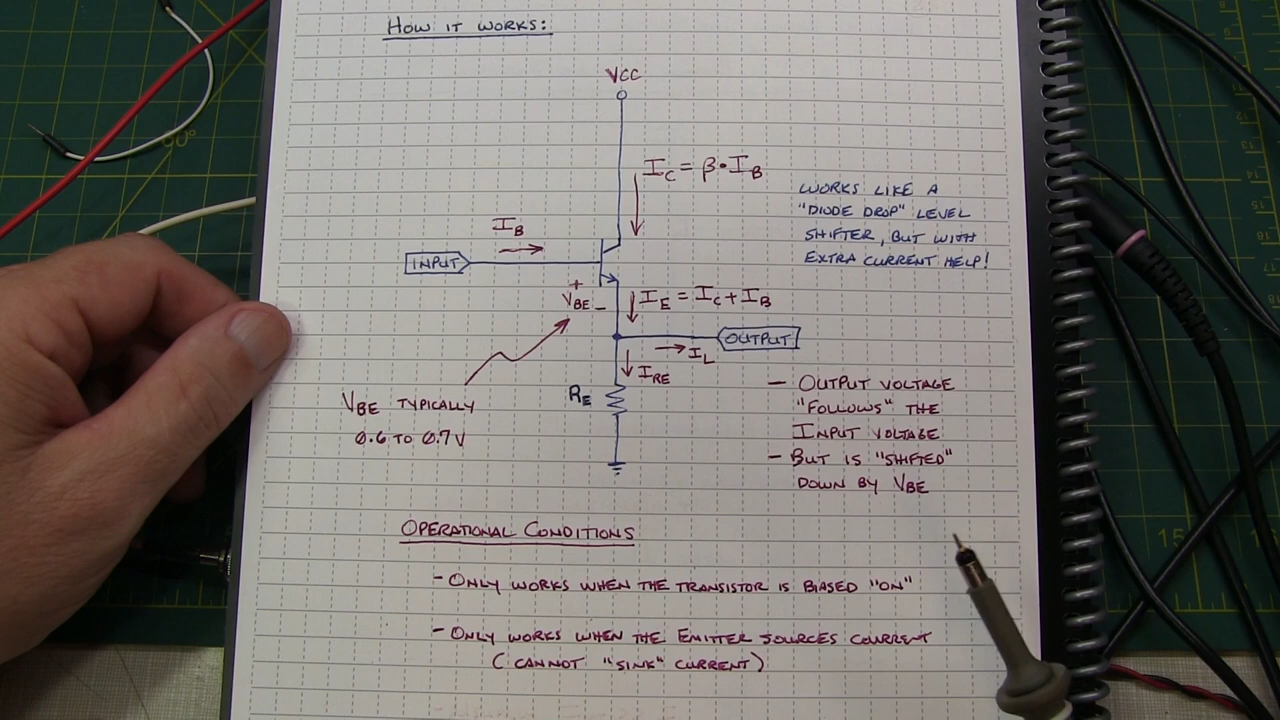 HOW IT WORKS:
VCC
IC = β•IB
WORKS LIKE A
"DIODE DROP" LEVEL
SHIFTER, BUT WITH
EXTRA CURRENT HELP!
IB
INPUT
+
VBE -
IE = IC + IB
OUTPUT
IL
IRE
RE
VBE TYPICALLY
0.6 TO 0.7V
- OUTPUT VOLTAGE
"FOLLOWS" THE
INPUT VOLTAGE
- BUT IS "SHIFTED"
DOWN BY VBE
OPERATIONAL CONDITIONS
- ONLY WORKS WHEN THE TRANSISTOR IS BIASED "ON"
- ONLY WORKS WHEN THE EMITTER SOURCES CURRENT
(CANNOT "SINK" CURRENT)